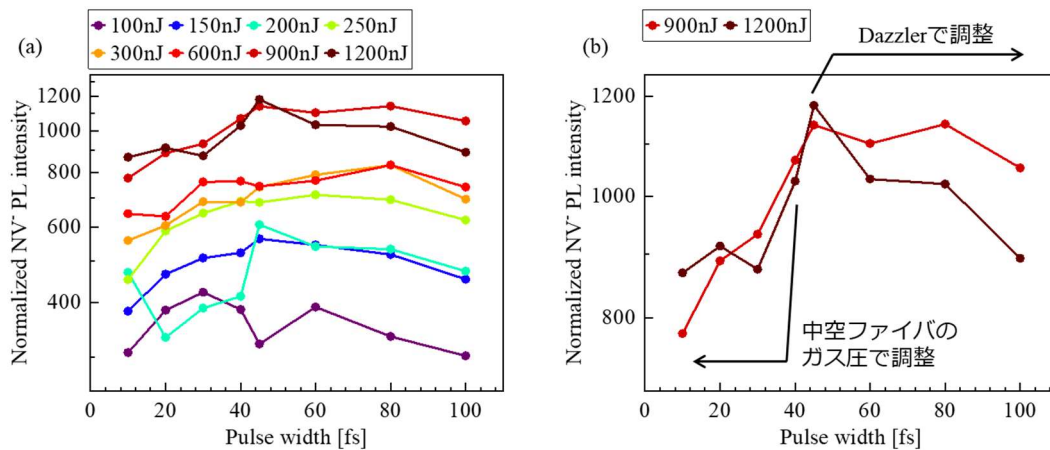 (a)
100nJ 150nJ 200nJ 250nJ
300nJ 600nJ 900nJ 1200nJ
Normalized NV⁻ PL intensity
1200
1000
800
600
400
0 20 40 60 80 100
Pulse width [fs]
(b)
900nJ 1200nJ
Dazzlerで調整
Normalized NV⁻ PL intensity
1200
1000
800
中空ファイバの
ガス圧で調整
0 20 40 60 80 100
Pulse width [fs]